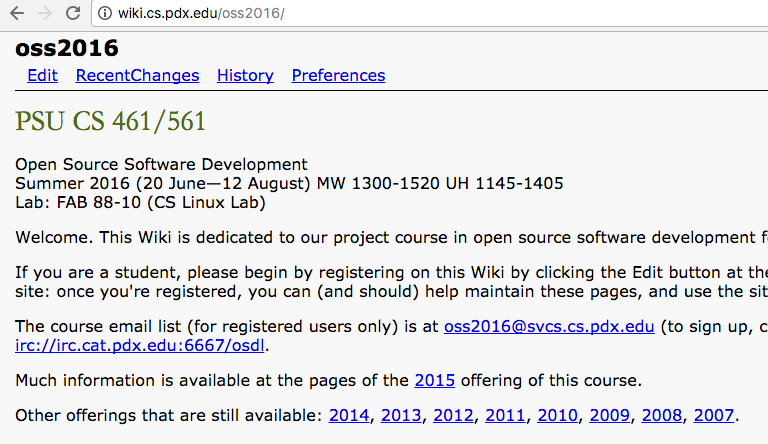 wiki.cs.pdx.edu/oss2016/
oss2016
Edit RecentChanges History Preferences
PSU CS 461/561
Open Source Software Development
Summer 2016 (20 June—12 August) MW 1300-1520 UH 1145-1405
Lab: FAB 88-10 (CS Linux Lab)
Welcome. This Wiki is dedicated to our project course in open source software development
If you are a student, please begin by registering on this Wiki by clicking the Edit button at the
site: once you're registered, you can (and should) help maintain these pages, and use the
The course email list (for registered users only) is at oss2016@svcs.cs.pdx.edu (to sign up,
irc://irc.cat.pdx.edu:6667/osdl.
Much information is available at the pages of the 2015 offering of this course.
Other offerings that are still available: 2014, 2013, 2012, 2011, 2010, 2009, 2008, 2007.